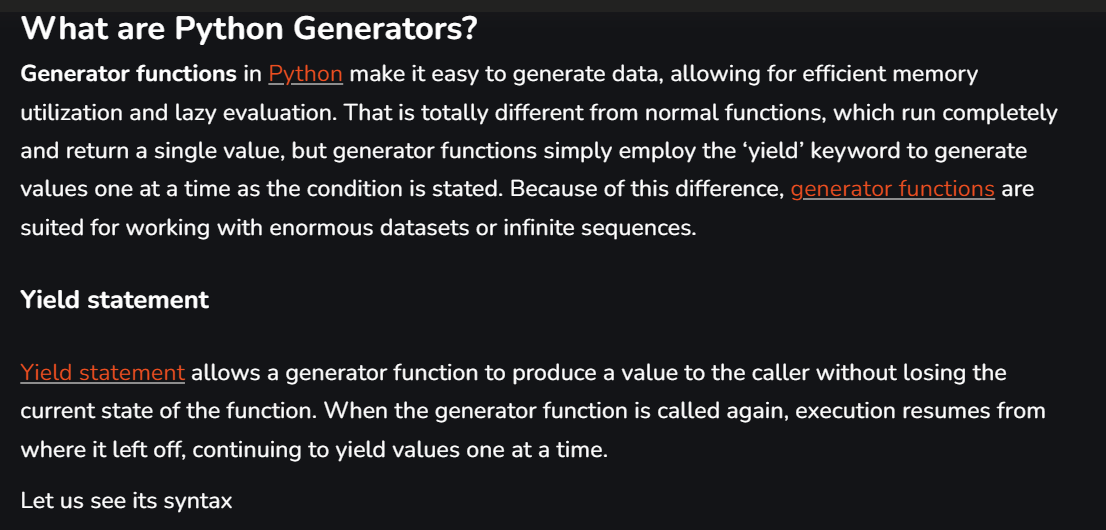 What are Python Generators?
Generator functions in Python make it easy to generate data, allowing for efficient memory
utilization and lazy evaluation. That is totally different from normal functions, which run completely
and return a single value, but generator functions simply employ the ‘yield’ keyword to generate
values one at a time as the condition is stated. Because of this difference, generator functions are
suited for working with enormous datasets or infinite sequences.
Yield statement
Yield statement allows a generator function to produce a value to the caller without losing the
current state of the function. When the generator function is called again, execution resumes from
where it left off, continuing to yield values one at a time.
Let us see its syntax